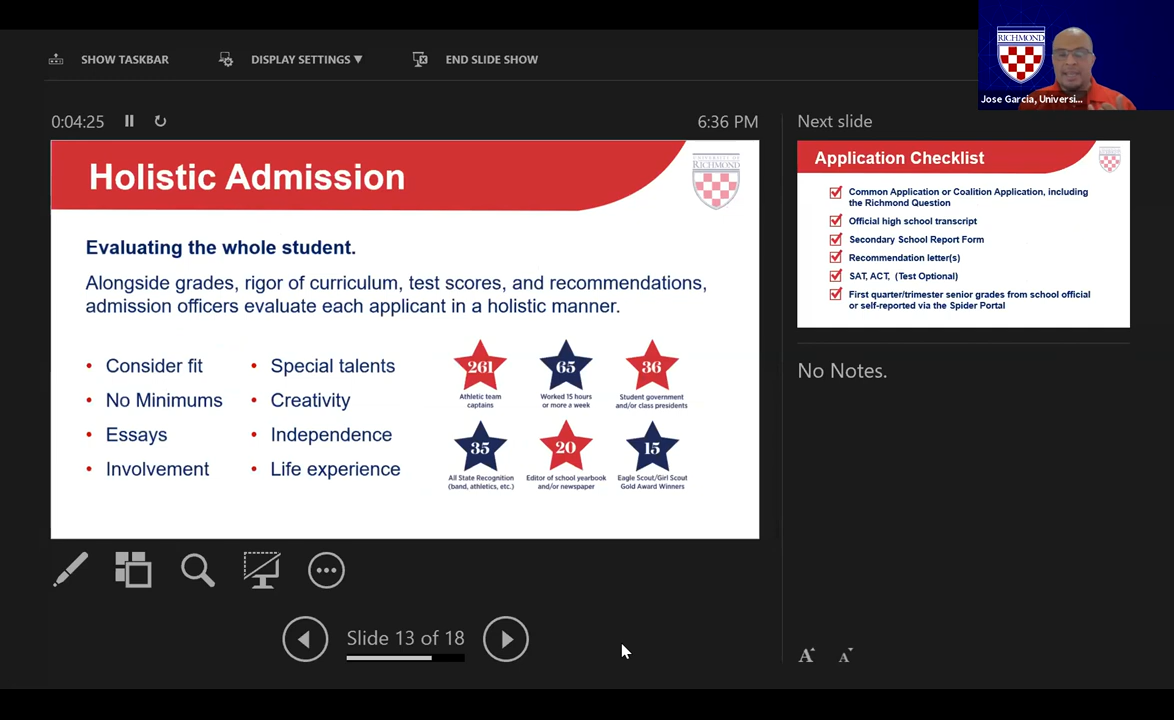 SHOW TASKBAR
DISPLAY SETTINGS ▼
END SLIDE SHOW
RICHMOND
Jose Garcia, Universi...
0:04:25
6:36 PM
Holistic Admission
UNIVERSITY OF
RICHMOND
Evaluating the whole student.
Alongside grades, rigor of curriculum, test scores, and recommendations,
admission officers evaluate each applicant in a holistic manner.
• Consider fit
• No Minimums
• Essays
• Involvement
• Special talents
• Creativity
• Independence
• Life experience
261
Athletic team
captains
65
Worked 15 hours
or more a week
36
Student government
and/or class presidents
35
All State Recognition
(band, athletics, etc.)
20
Editor of school yearbook
and/or newspaper
15
Eagle Scout/Girl Scout
Gold Award Winners
Slide 13 of 18
Next slide
Application Checklist
Common Application or Coalition Application, including
the Richmond Question
Official high school transcript
Secondary School Report Form
Recommendation letter(s)
SAT, ACT, (Test Optional)
First quarter/trimester senior grades from school official
or self-reported via the Spider Portal
No Notes.
A A